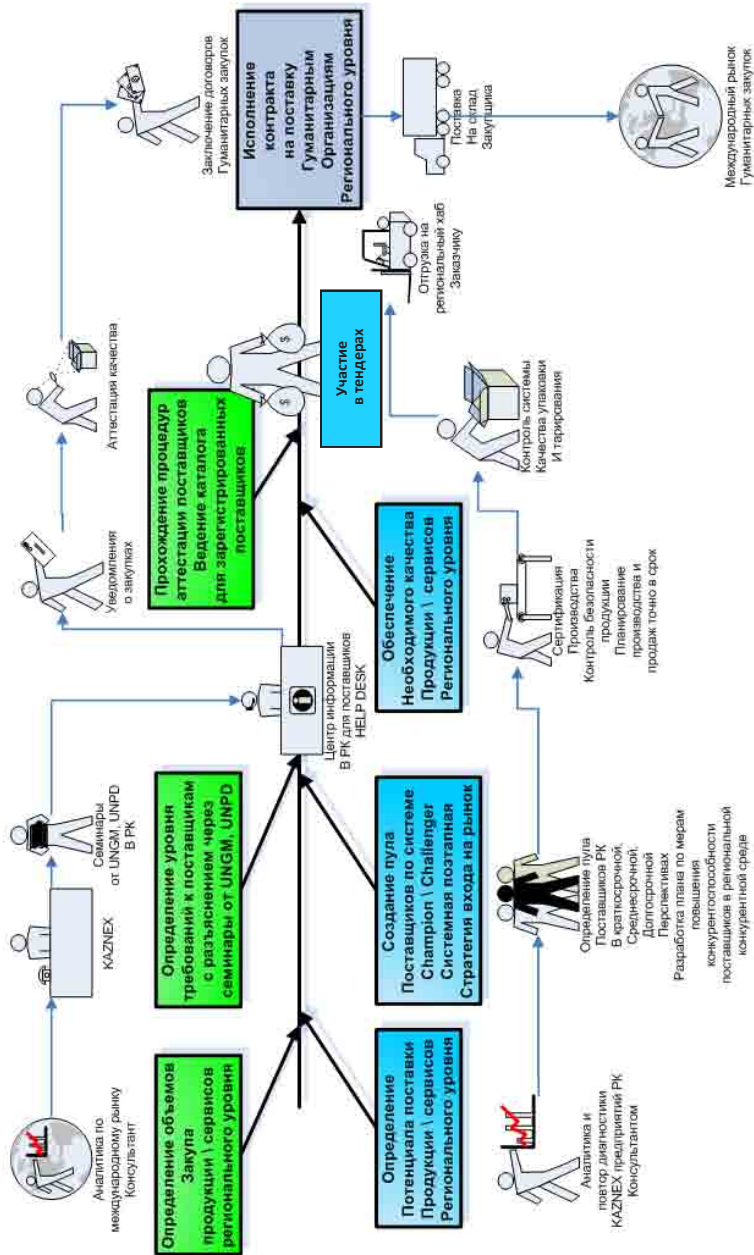 Аналитика по
международному рынку
Консультант
KAZNEX
Семинары
от UNGM, UNPD
В РК
Уведомления
о закупках
Аттестация качества
Заключение договоров
Гуманитарных закупок
Определение объемов
Закупа
продукции \ сервисов
регионального уровня
Определение уровня
требований к поставщикам
с разъяснением через
семинары от UNGM, UNPD
Прохождение процедур
аттестации поставщиков
Ведение каталога
для зарегистрированных
поставщиков
Центр информации
В РК для поставщиков
HELP DESK
$
$
Участие
в тендерах
Исполнение
контракта
на поставку
Гуманитарным
Организациям
Регионального уровня
Определение
Потенциала поставки
Продукции \ сервисов
Регионального уровня
Создание пула
Поставщиков по системе
Champion \ Challenger
Системная поэтапная
Стратегия входа на рынок
Обеспечение
Необходимого качества
Продукции \ сервисов
Регионального уровня
Отгрузка на
региональный хаб
Заказчику
Поставка
На склад
Закупщика
Аналитика и
повтор диагностики
KAZNEX предприятий РК
Консультантом
Определение пула
Поставщиков РК
В краткосрочной,
Среднесрочной,
Долгосрочной
Перспективах
Разработка плана по мерам
повышения
конкурентоспособности
поставщиков в региональной
конкурентной среде
Сертификация
Производства
Контроль безопасности
продукции
Планирование
производства и
продаж точно в срок
Контроль системы
Качества упаковки
И тарирования
Международный рынок
Гуманитарных закупок